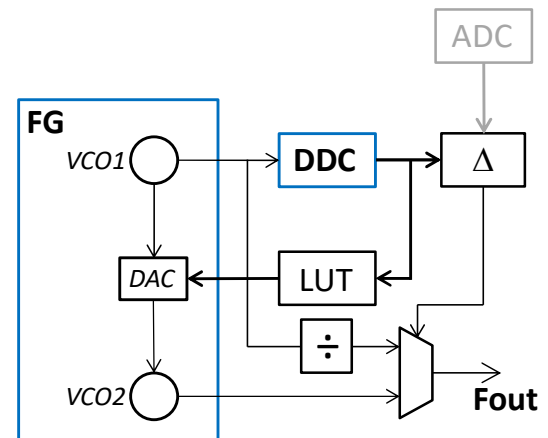 ADC
FG
VCO1
DDC
Δ
DAC
LUT
÷
VCO2
Fout